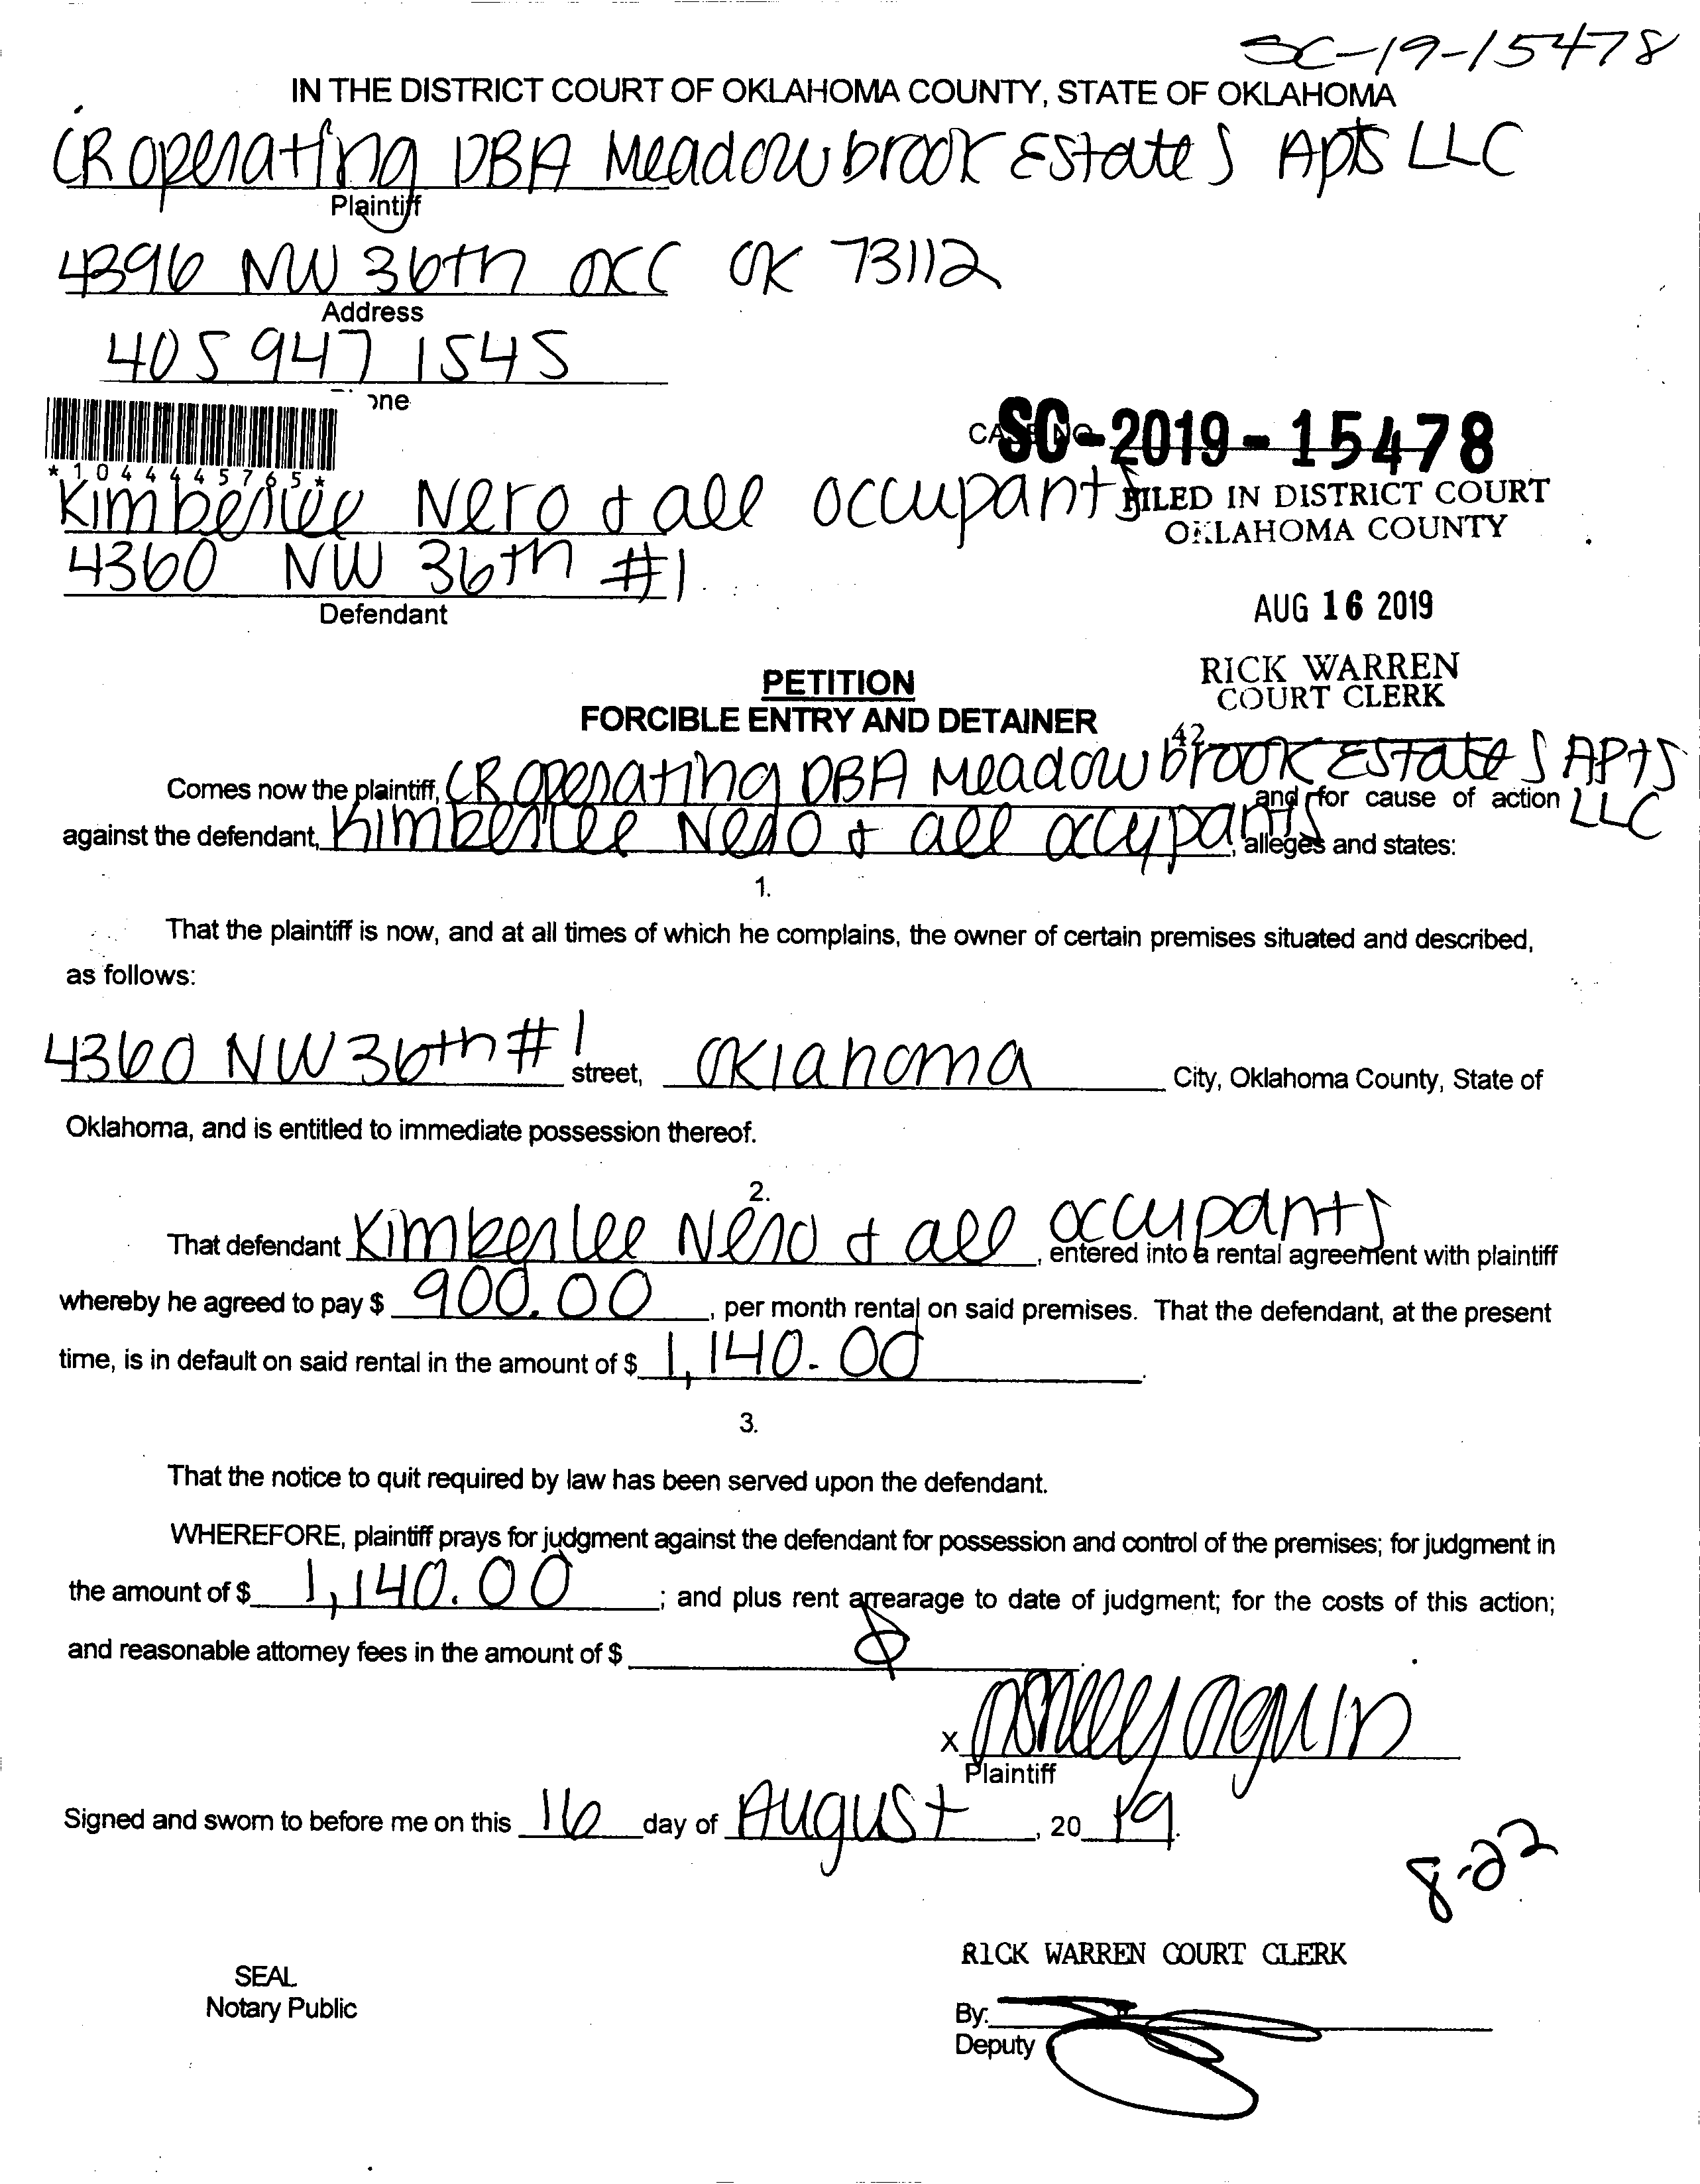 SC-19-15478
IN THE DISTRICT COURT OF OKLAHOMA COUNTY, STATE OF OKLAHOMA
CR Operating DBA Meadowbrook Estates Apts LLC
Plaintiff
4396 NW 36th OKC OK 73112
Address
405 947 1545
one
CASE NO.
SC-2019-15478
*1044445765*
Kimberlee Nero & all occupants
FILED IN DISTRICT COURT
OKLAHOMA COUNTY
4360 NW 36th #1
Defendant
AUG 16 2019
RICK WARREN
COURT CLERK
42
PETITION
FORCIBLE ENTRY AND DETAINER
Comes now the plaintiff, CR Operating DBA Meadowbrook Estates Apts LLC and for cause of action
against the defendant, Kimberlee Nero & all occupants, alleges and states:
1.
That the plaintiff is now, and at all times of which he complains, the owner of certain premises situated and described,
as follows:
4360 NW 36th #1 street, Oklahoma City, Oklahoma County, State of
Oklahoma, and is entitled to immediate possession thereof.
2.
That defendant Kimberlee Nero & all occupants, entered into a rental agreement with plaintiff
whereby he agreed to pay $ 900.00, per month rental on said premises. That the defendant, at the present
time, is in default on said rental in the amount of $ 1,140.00.
3.
That the notice to quit required by law has been served upon the defendant.
WHEREFORE, plaintiff prays for judgment against the defendant for possession and control of the premises; for judgment in
the amount of $ 1,140.00; and plus rent arrearage to date of judgment; for the costs of this action;
and reasonable attorney fees in the amount of $
x
Plaintiff
Signed and sworn to before me on this 16 day of August, 20 19.
8-22
RICK WARREN COURT CLERK
SEAL
Notary Public
By:
Deputy